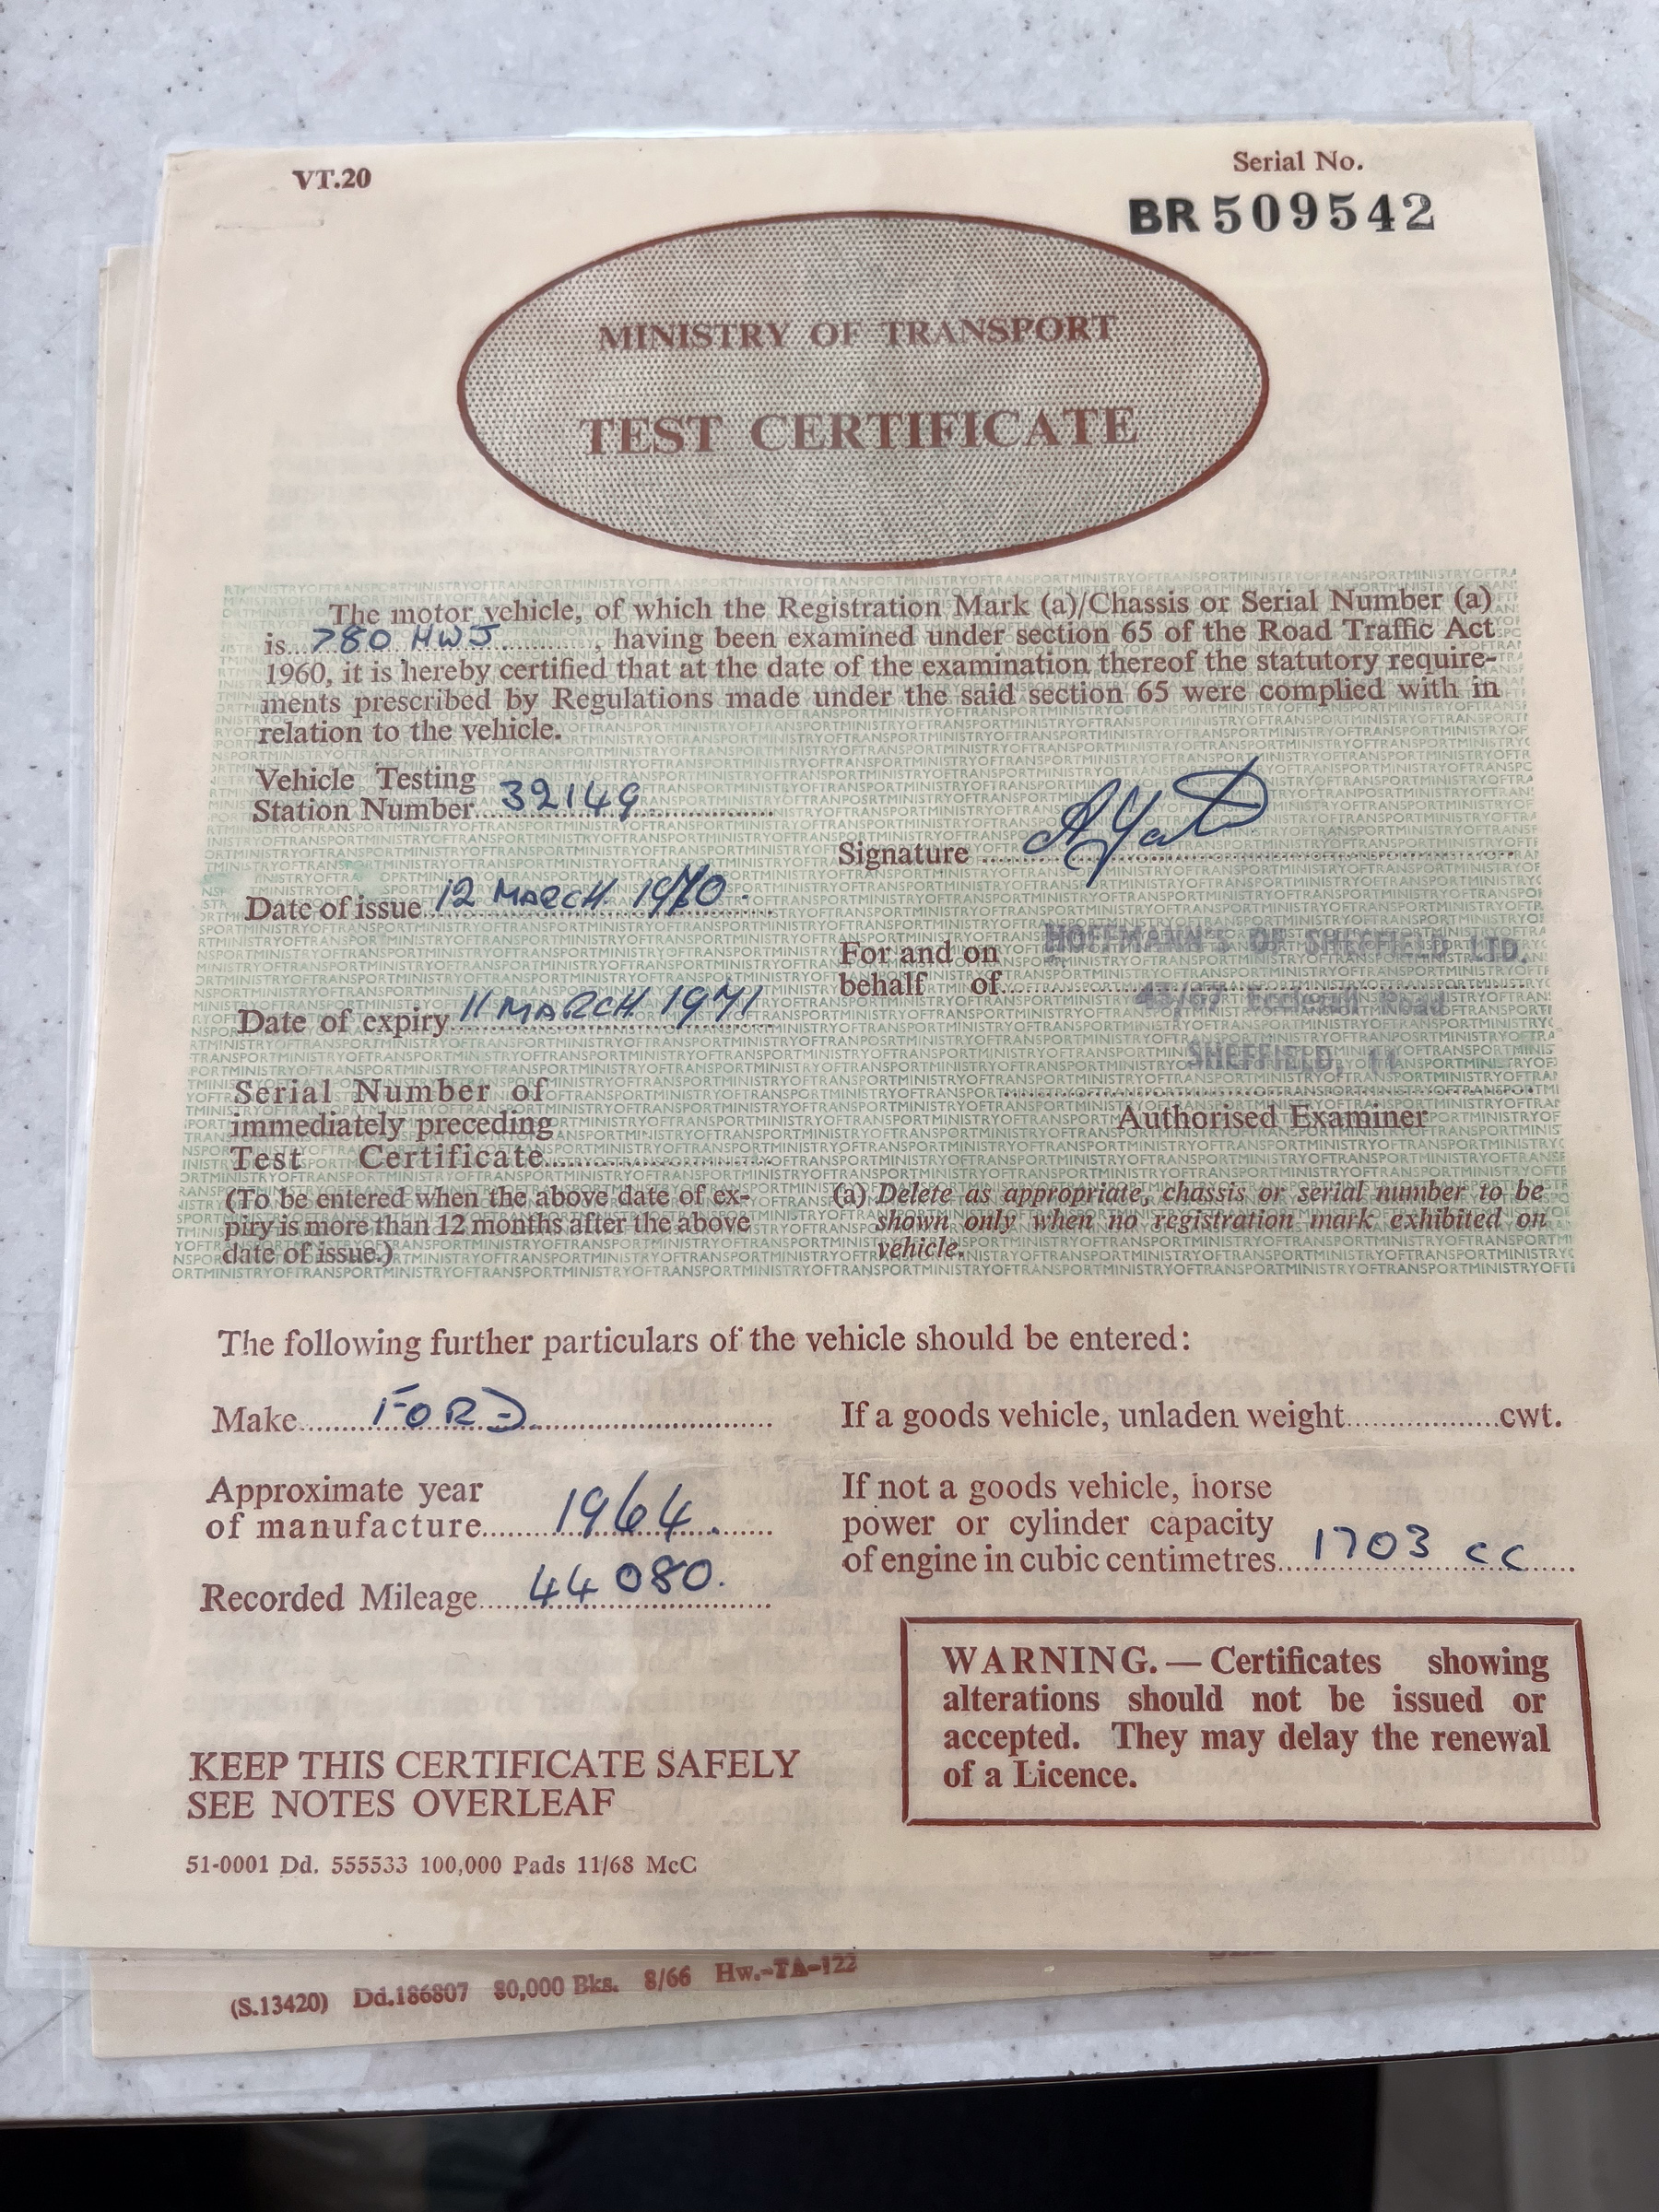 VT.20
Serial No.
BR 509542
MINISTRY OF TRANSPORT
TEST CERTIFICATE
The motor vehicle, of which the Registration Mark (a)/Chassis or Serial Number (a)
is...780 HWJ..............., having been examined under section 65 of the Road Traffic Act
1960, it is hereby certified that at the date of the examination thereof the statutory require-
ments prescribed by Regulations made under the said section 65 were complied with in
relation to the vehicle.
Vehicle Testing
Station Number...32149...............
Signature ...............
Date of issue...12 MARCH 1970...
For and on HOFFMANN'S OF SHEFFIELD LTD.
behalf of...............
Ecclesall Road
Date of expiry...11 MARCH 1971
SHEFFIELD, 11
Serial Number of
immediately preceding
Test Certificate...............
Authorised Examiner
(To be entered when the above date of ex-
piry is more than 12 months after the above
date of issue.)
(a) Delete as appropriate, chassis or serial number to be
shown only when no registration mark exhibited on
vehicle.
The following further particulars of the vehicle should be entered:
Make......FORD...............
If a goods vehicle, unladen weight...............cwt.
Approximate year
of manufacture.........1964.........
If not a goods vehicle, horse
power or cylinder capacity
of engine in cubic centimetres...1703 cc......
Recorded Mileage......44080.......
WARNING. — Certificates showing
alterations should not be issued or
accepted. They may delay the renewal
of a Licence.
KEEP THIS CERTIFICATE SAFELY
SEE NOTES OVERLEAF
51-0001 Dd. 555533 100,000 Pads 11/68 McC
(S.13420) Dd.186807 80,000 Bks. 8/66 Hw.-TA-122